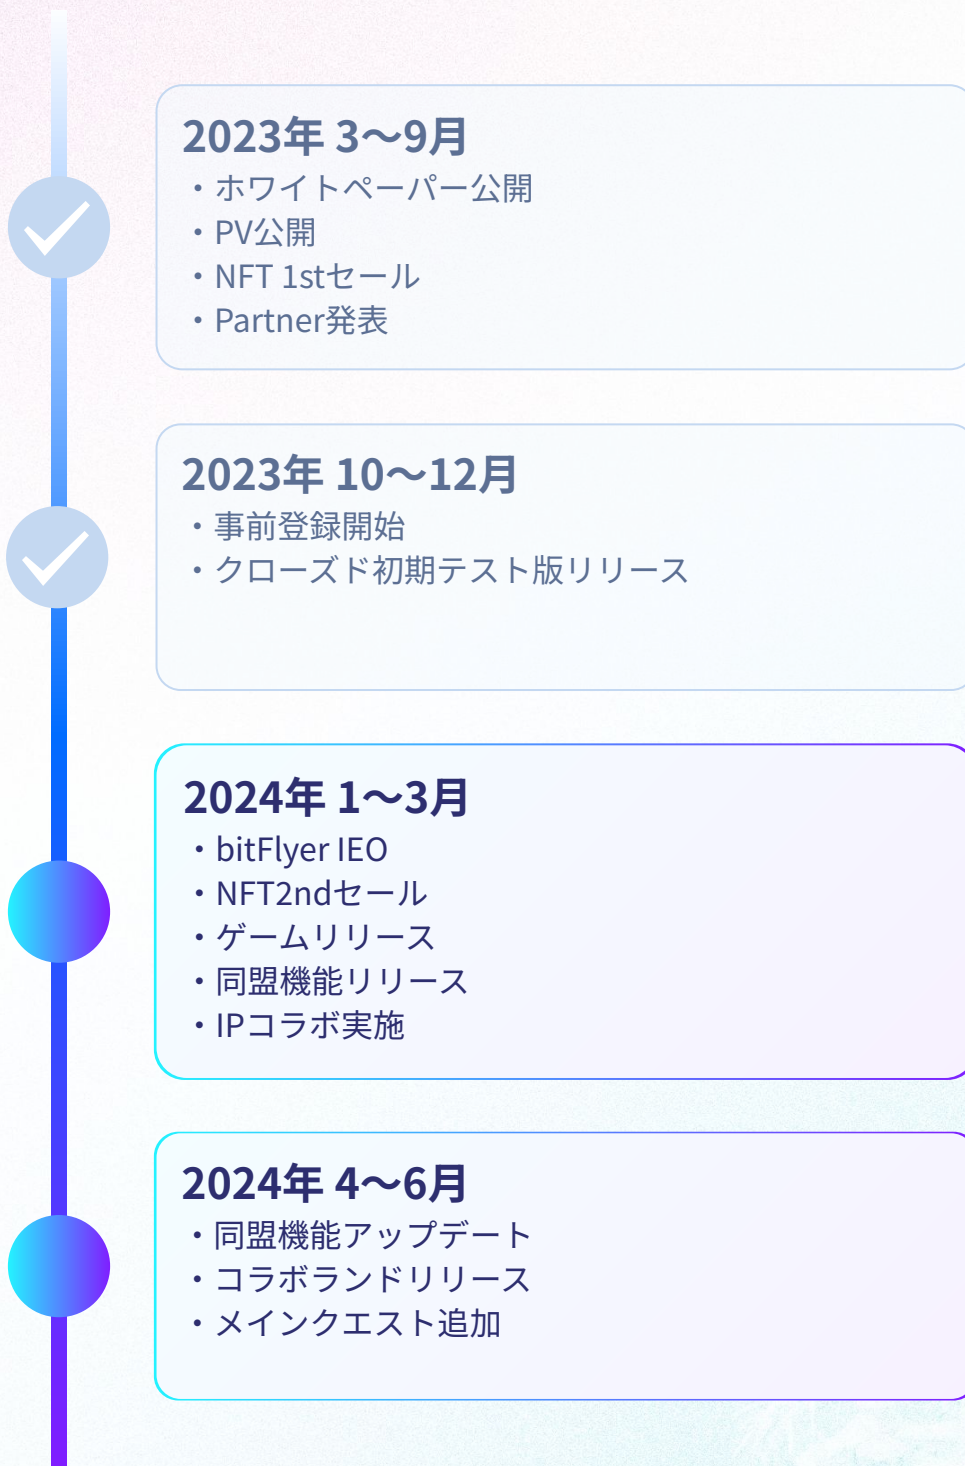 2023年 3〜9月
・ホワイトペーパー公開
・PV公開
・NFT 1stセール
・Partner発表
2023年 10〜12月
・事前登録開始
・クローズド初期テスト版リリース
2024年 1〜3月
・bitFlyer IEO
・NFT2ndセール
・ゲームリリース
・同盟機能リリース
・IPコラボ実施
2024年 4〜6月
・同盟機能アップデート
・コラボランドリリース
・メインクエスト追加